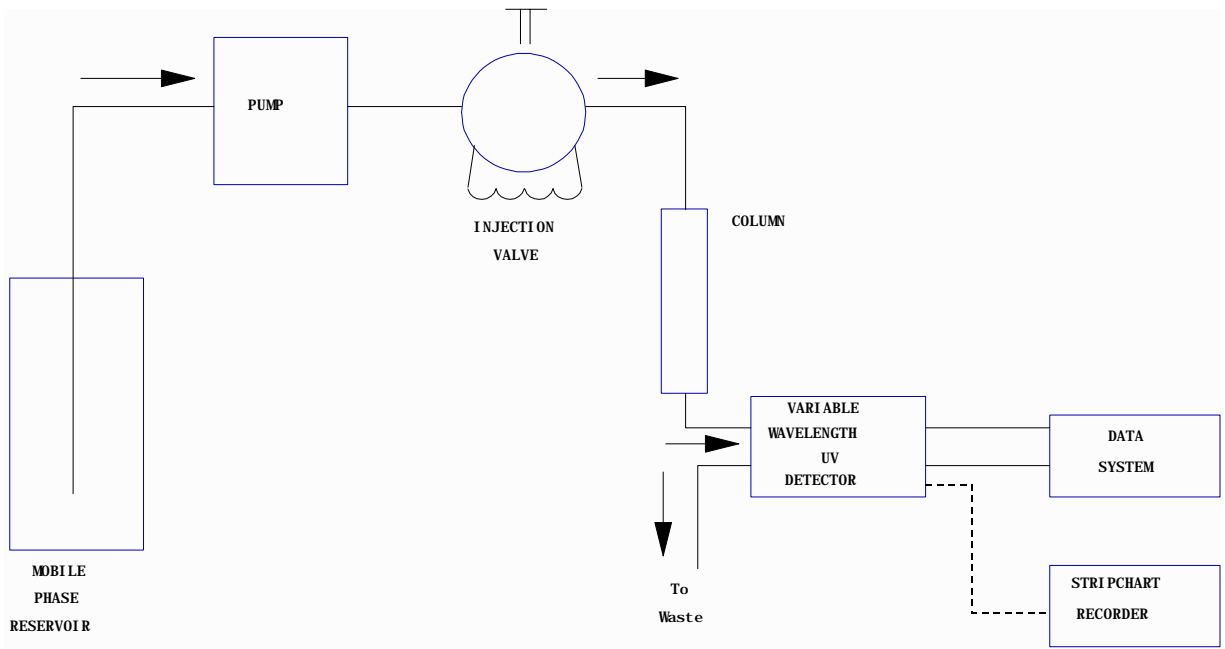 PUMP
INJECTION
VALVE
COLUMN
VARIABLE
WAVELENGTH
UV
DETECTOR
DATA
SYSTEM
MOBILE
PHASE
RESERVOIR
To
Waste
STRIPCHART
RECORDER